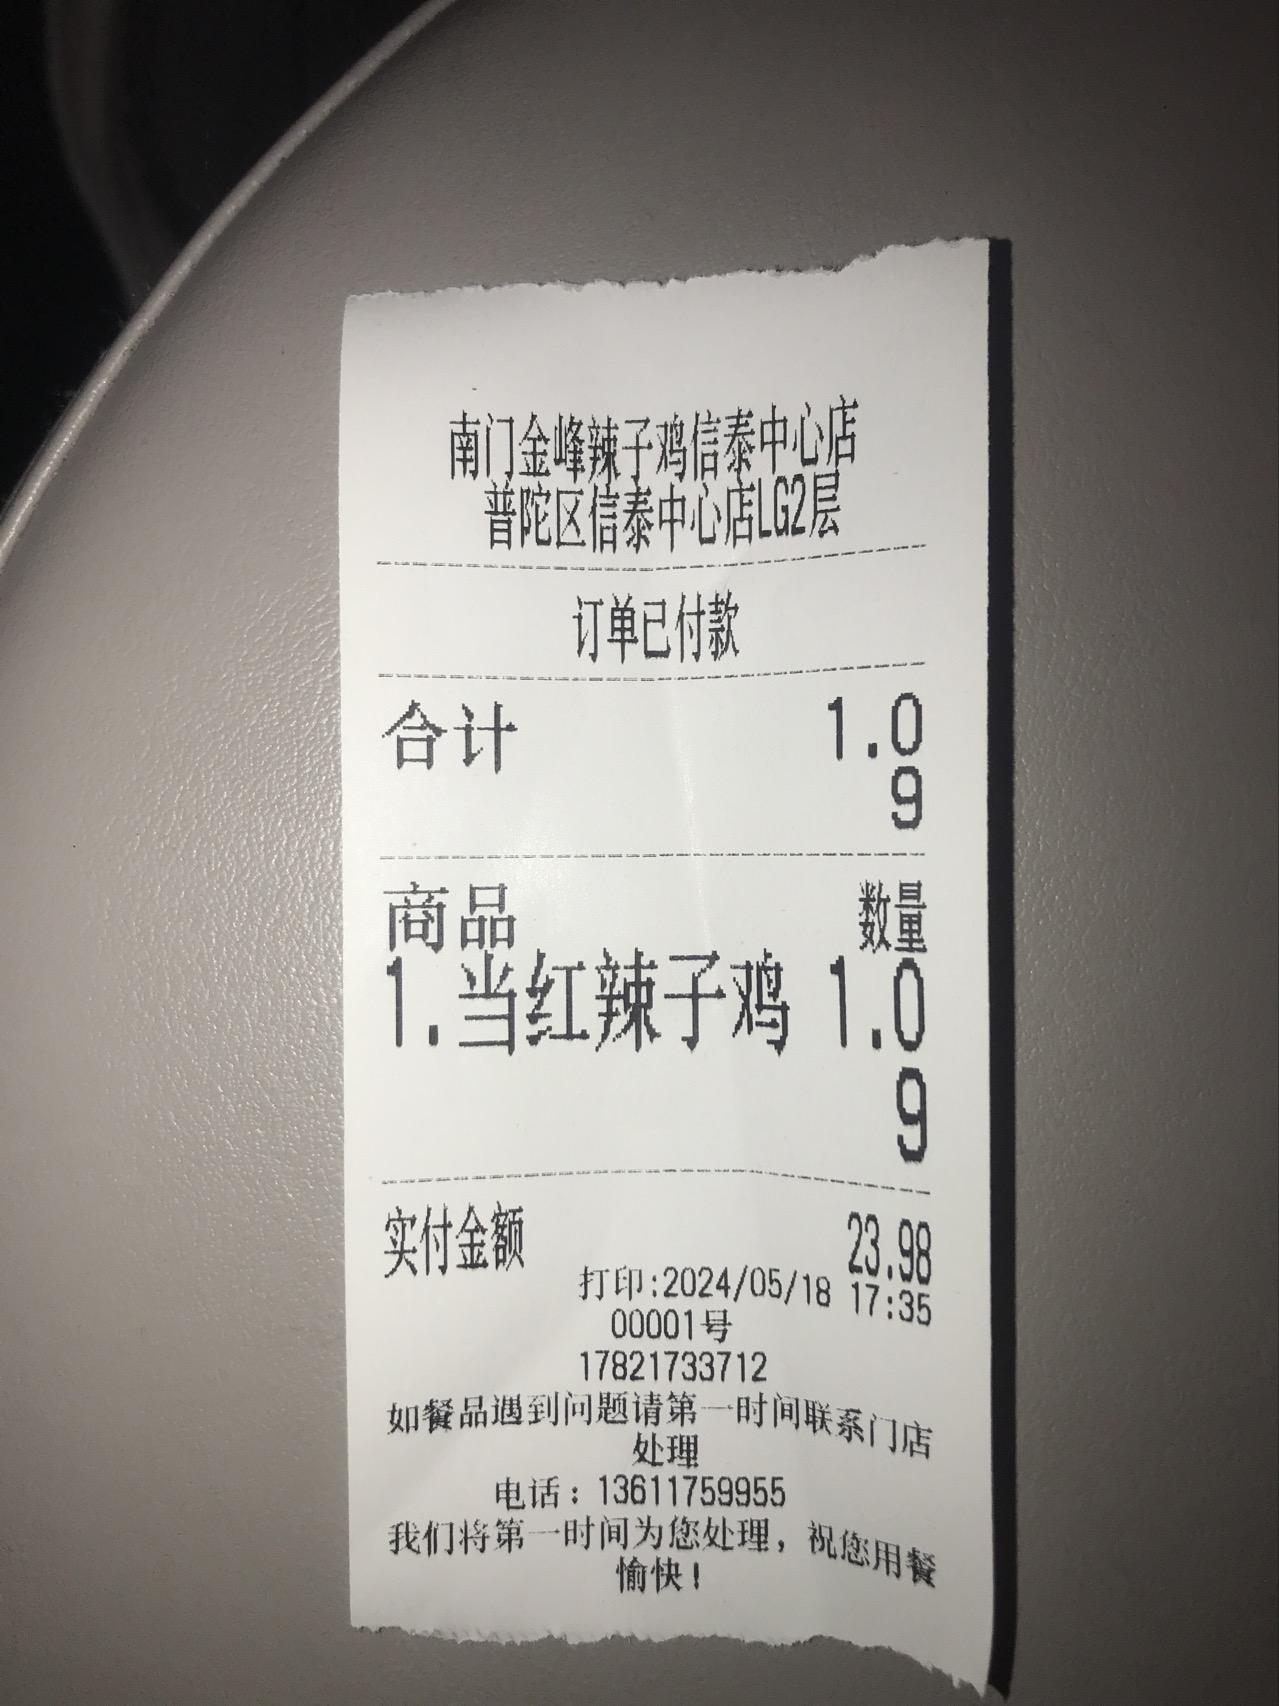 南门金峰辣子鸡信泰中心店
普陀区信泰中心店LG2层
订单已付款
合计 1.0
9
商品 数量
1.当红辣子鸡 1.0
9
实付金额 23.98
打印:2024/05/18 17:35
00001号
17821733712
如餐品遇到问题请第一时间联系门店
处理
电话：13611759955
我们将第一时间为您处理，祝您用餐
愉快！